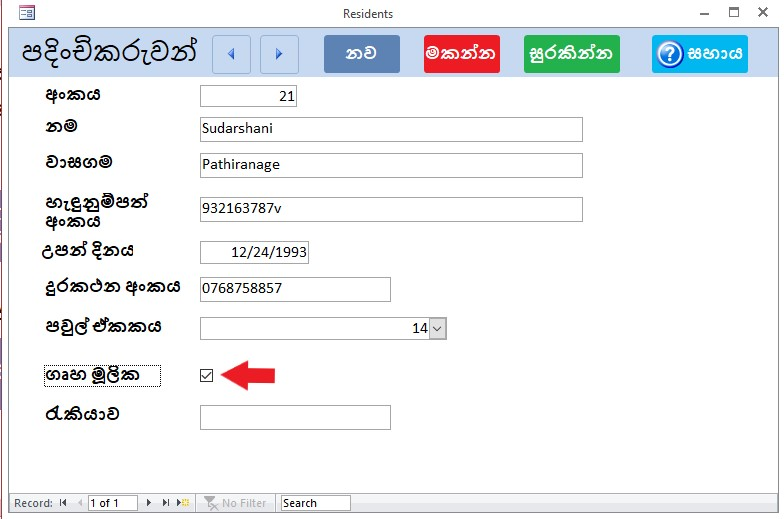 Residents
පදිංචිකරුවන් නව මකන්න සුරකින්න ? සහාය
අංකය 21
නම Sudarshani
වාසගම Pathiranage
හැඳුනුම්පත් අංකය 932163787v
උපන් දිනය 12/24/1993
දුරකථන අංකය 0768758857
පවුල් ඒකකය 14
ගෘහ මූලික
රැකියාව
Record: 1 of 1 No Filter Search